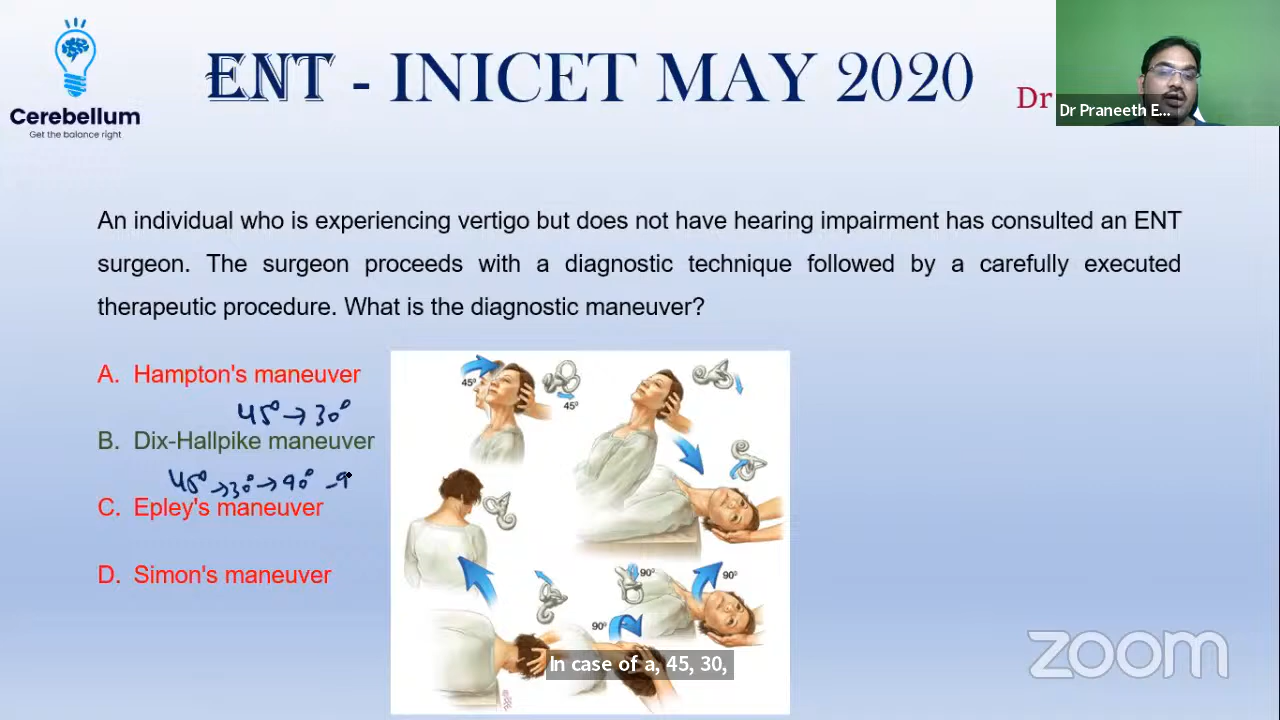 Cerebellum
Get the balance right
ENT - INICET MAY 2020
Dr
Dr Praneeth E...
An individual who is experiencing vertigo but does not have hearing impairment has consulted an ENT
surgeon. The surgeon proceeds with a diagnostic technique followed by a carefully executed
therapeutic procedure. What is the diagnostic maneuver?
A. Hampton's maneuver
45° → 30°
B. Dix-Hallpike maneuver
45° → 30° → 90° - 9
C. Epley's maneuver
D. Simon's maneuver
45°
45°
90°
90°
90°
In case of a, 45, 30,
zoom